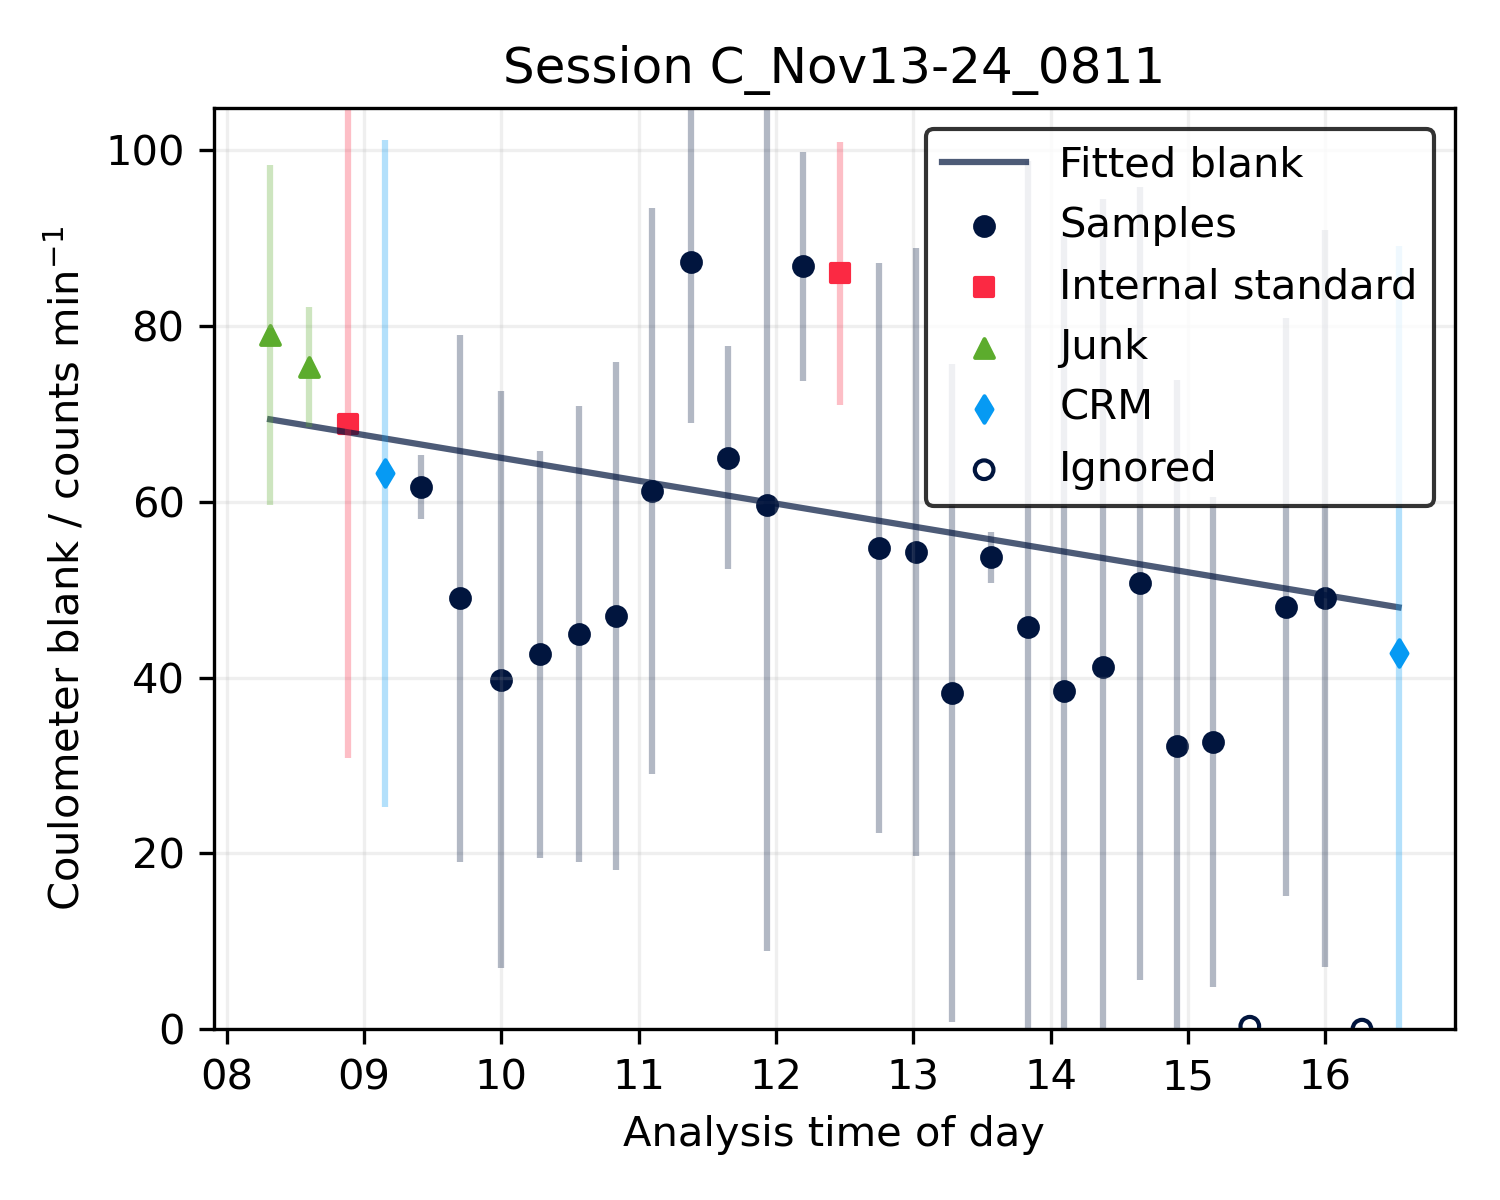 Session C_Nov13-24_0811
Coulometer blank / counts min⁻¹
100
80
60
40
20
0
Fitted blank
Samples
Internal standard
Junk
CRM
Ignored
08 09 10 11 12 13 14 15 16
Analysis time of day